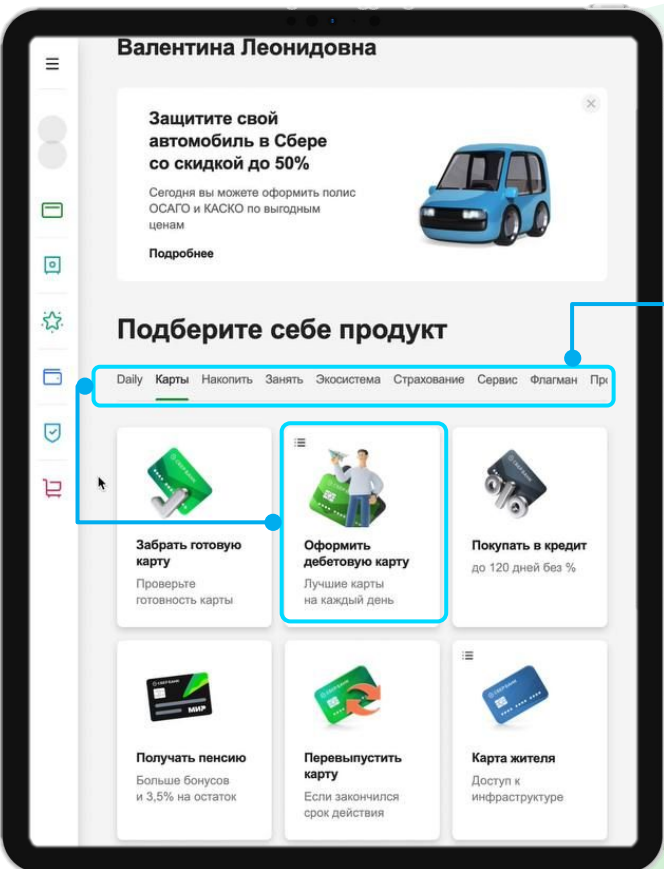 Валентина Леонидовна
Защитите свой
автомобиль в Сбере
со скидкой до 50%
Сегодня вы можете оформить полис
ОСАГО и КАСКО по выгодным
ценам
Подробнее
Подберите себе продукт
Daily Карты Накопить Занять Экосистема Страхование Сервис Флагман
Забрать готовую
карту
Проверьте
готовность карты
Оформить
дебетовую карту
Лучшие карты
на каждый день
Покупать в кредит
до 120 дней без %
МИР
Получать пенсию
Больше бонусов
и 3,5% на остаток
Перевыпустить
карту
Если закончился
срок действия
Карта жителя
Доступ к
инфраструктуре